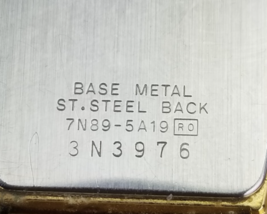 BASE METAL
ST.STEEL BACK
7N89-5A19 RO
3N3976